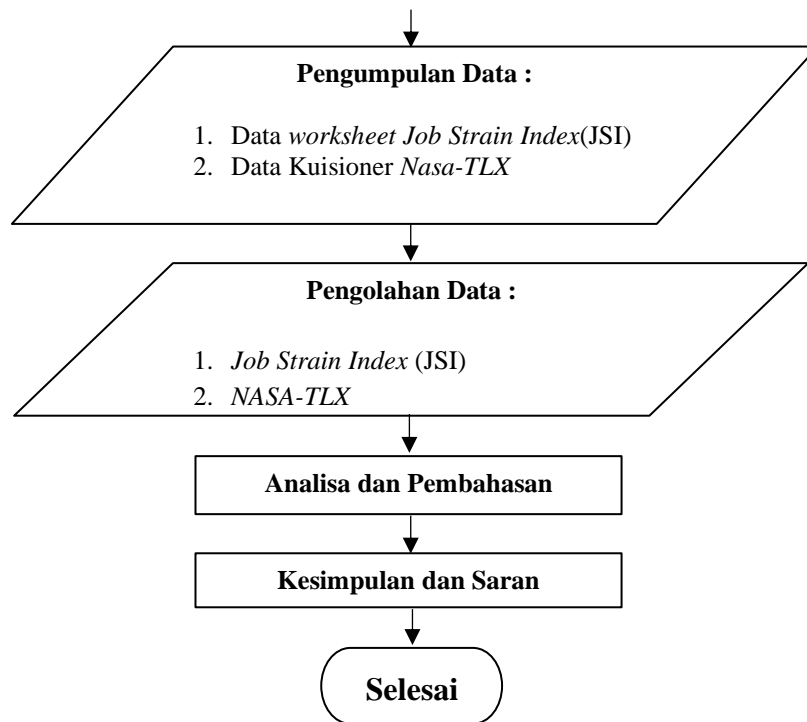 Pengumpulan Data :
1. Data worksheet Job Strain Index(JSI)
2. Data Kuisioner Nasa-TLX
Pengolahan Data :
1. Job Strain Index (JSI)
2. NASA-TLX
Analisa dan Pembahasan
Kesimpulan dan Saran
Selesai